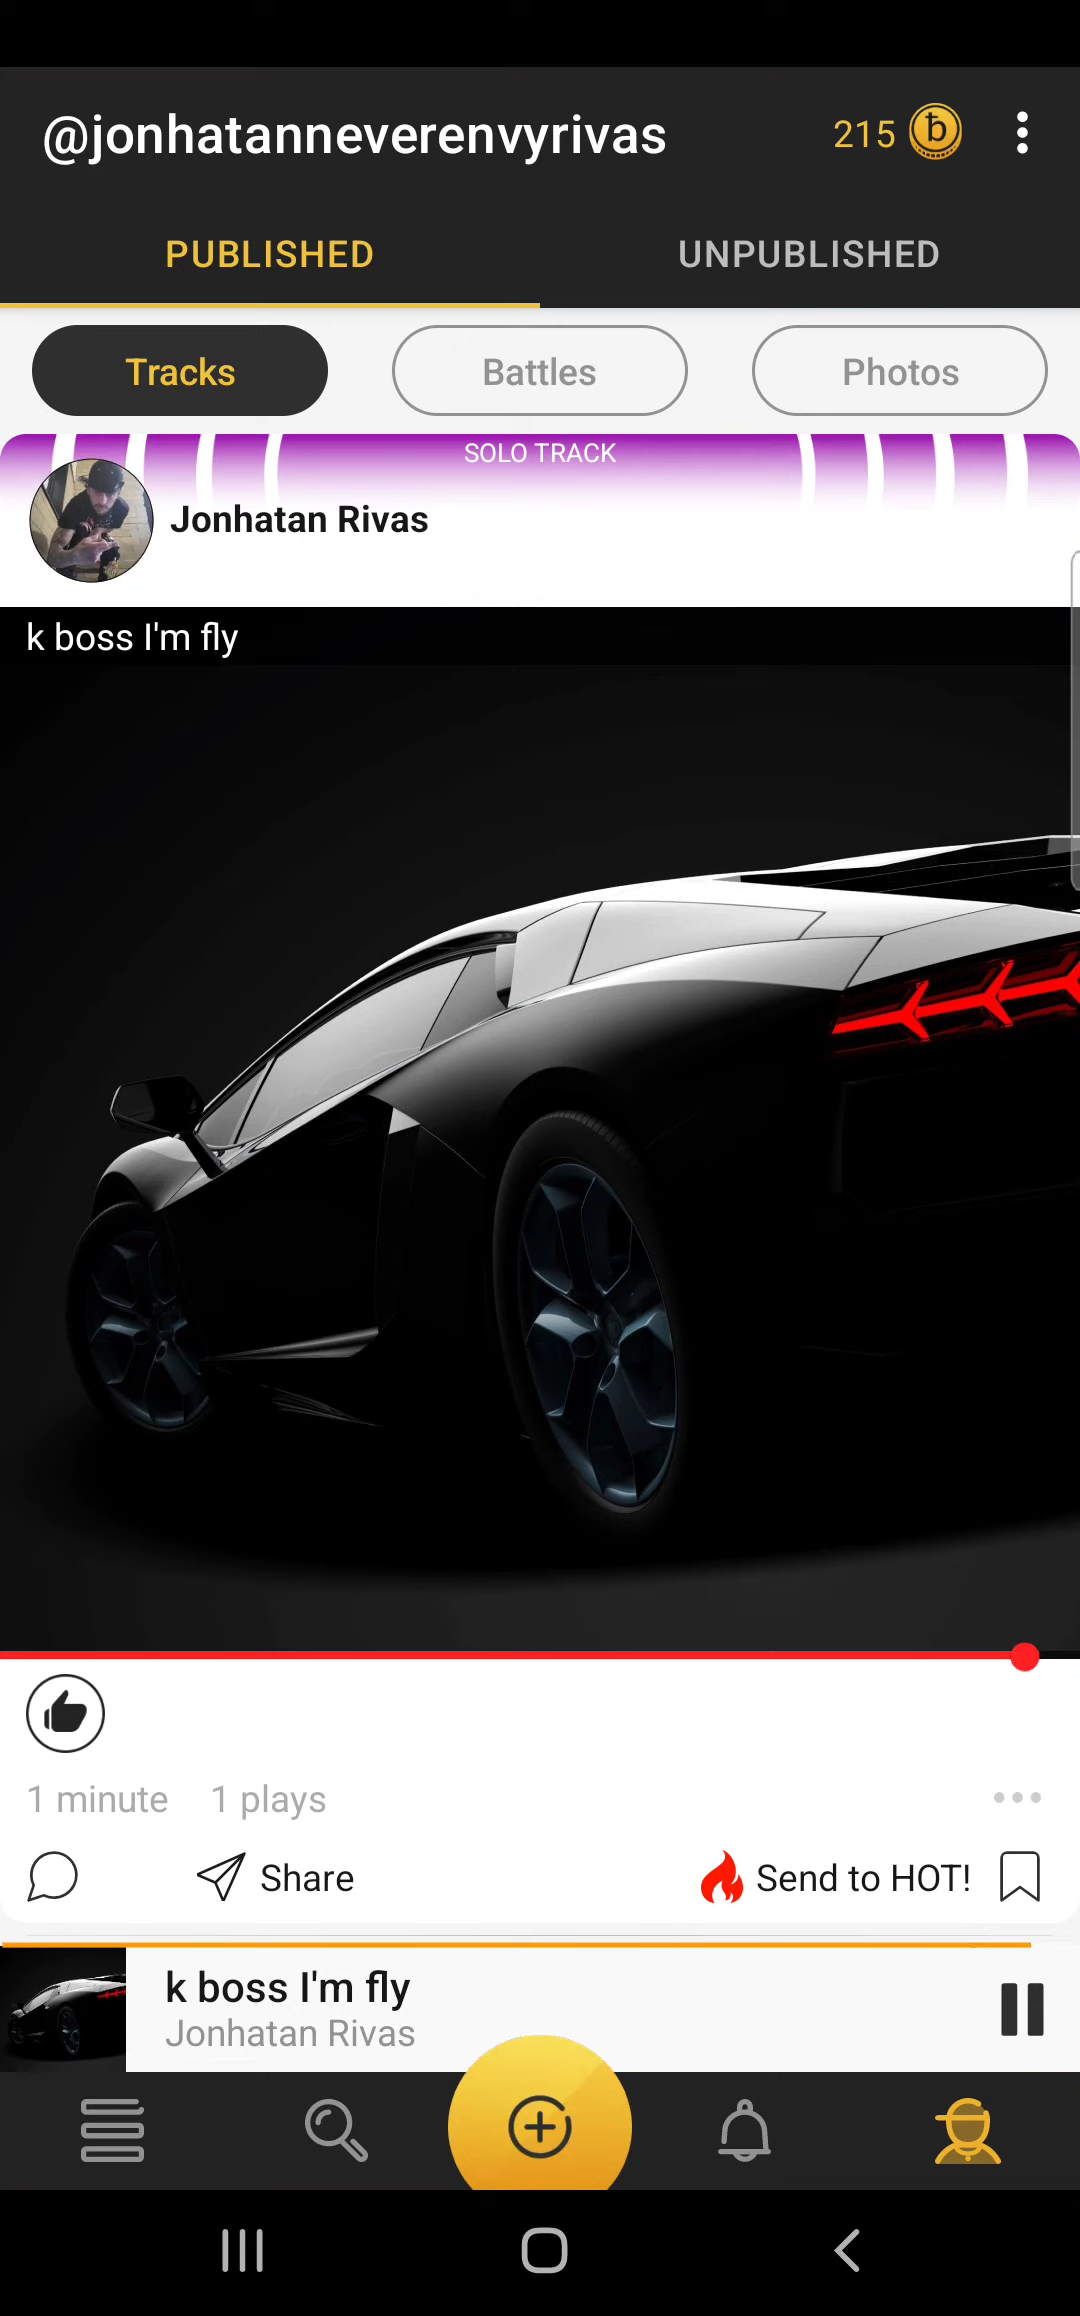 @jonhatanneverenvyrivas
215
PUBLISHED
UNPUBLISHED
Tracks
Battles
Photos
SOLO TRACK
Jonhatan Rivas
k boss I'm fly
1 minute
1 plays
Share
Send to HOT!
k boss I'm fly
Jonhatan Rivas